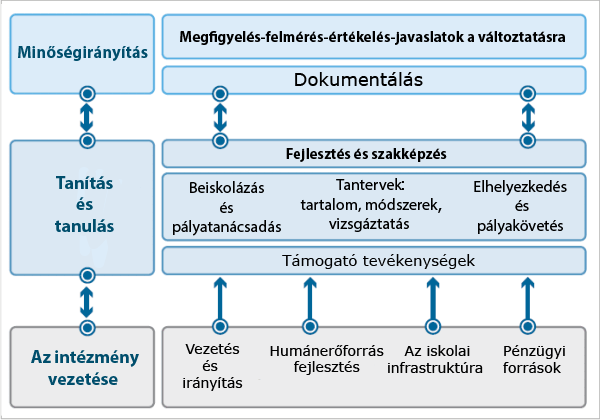 Minőségirányítás
Megfigyelés-felmérés-értékelés-javaslatok a változtatásra
Dokumentálás
Tanítás
és
tanulás
Fejlesztés és szakképzés
Beiskolázás
és
pályatanácsadás
Tantervek:
tartalom, módszerek,
vizsgáztatás
Elhelyezkedés
és
pályakövetés
Támogató tevékenységek
Az intézmény
vezetése
Vezetés
és
irányítás
Humánerőforrás
fejlesztés
Az iskolai
infrastruktúra
Pénzügyi
források